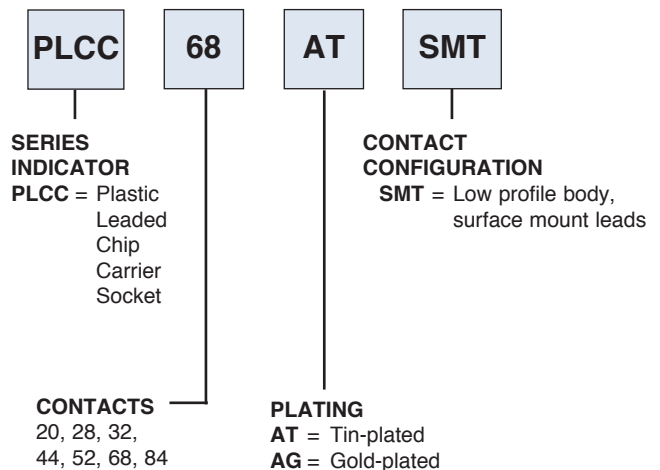 PLCC 68 AT SMT
SERIES
INDICATOR
PLCC = Plastic
Leaded
Chip
Carrier
Socket
CONTACT
CONFIGURATION
SMT = Low profile body,
surface mount leads
CONTACTS
20, 28, 32,
44, 52, 68, 84
PLATING
AT = Tin-plated
AG = Gold-plated